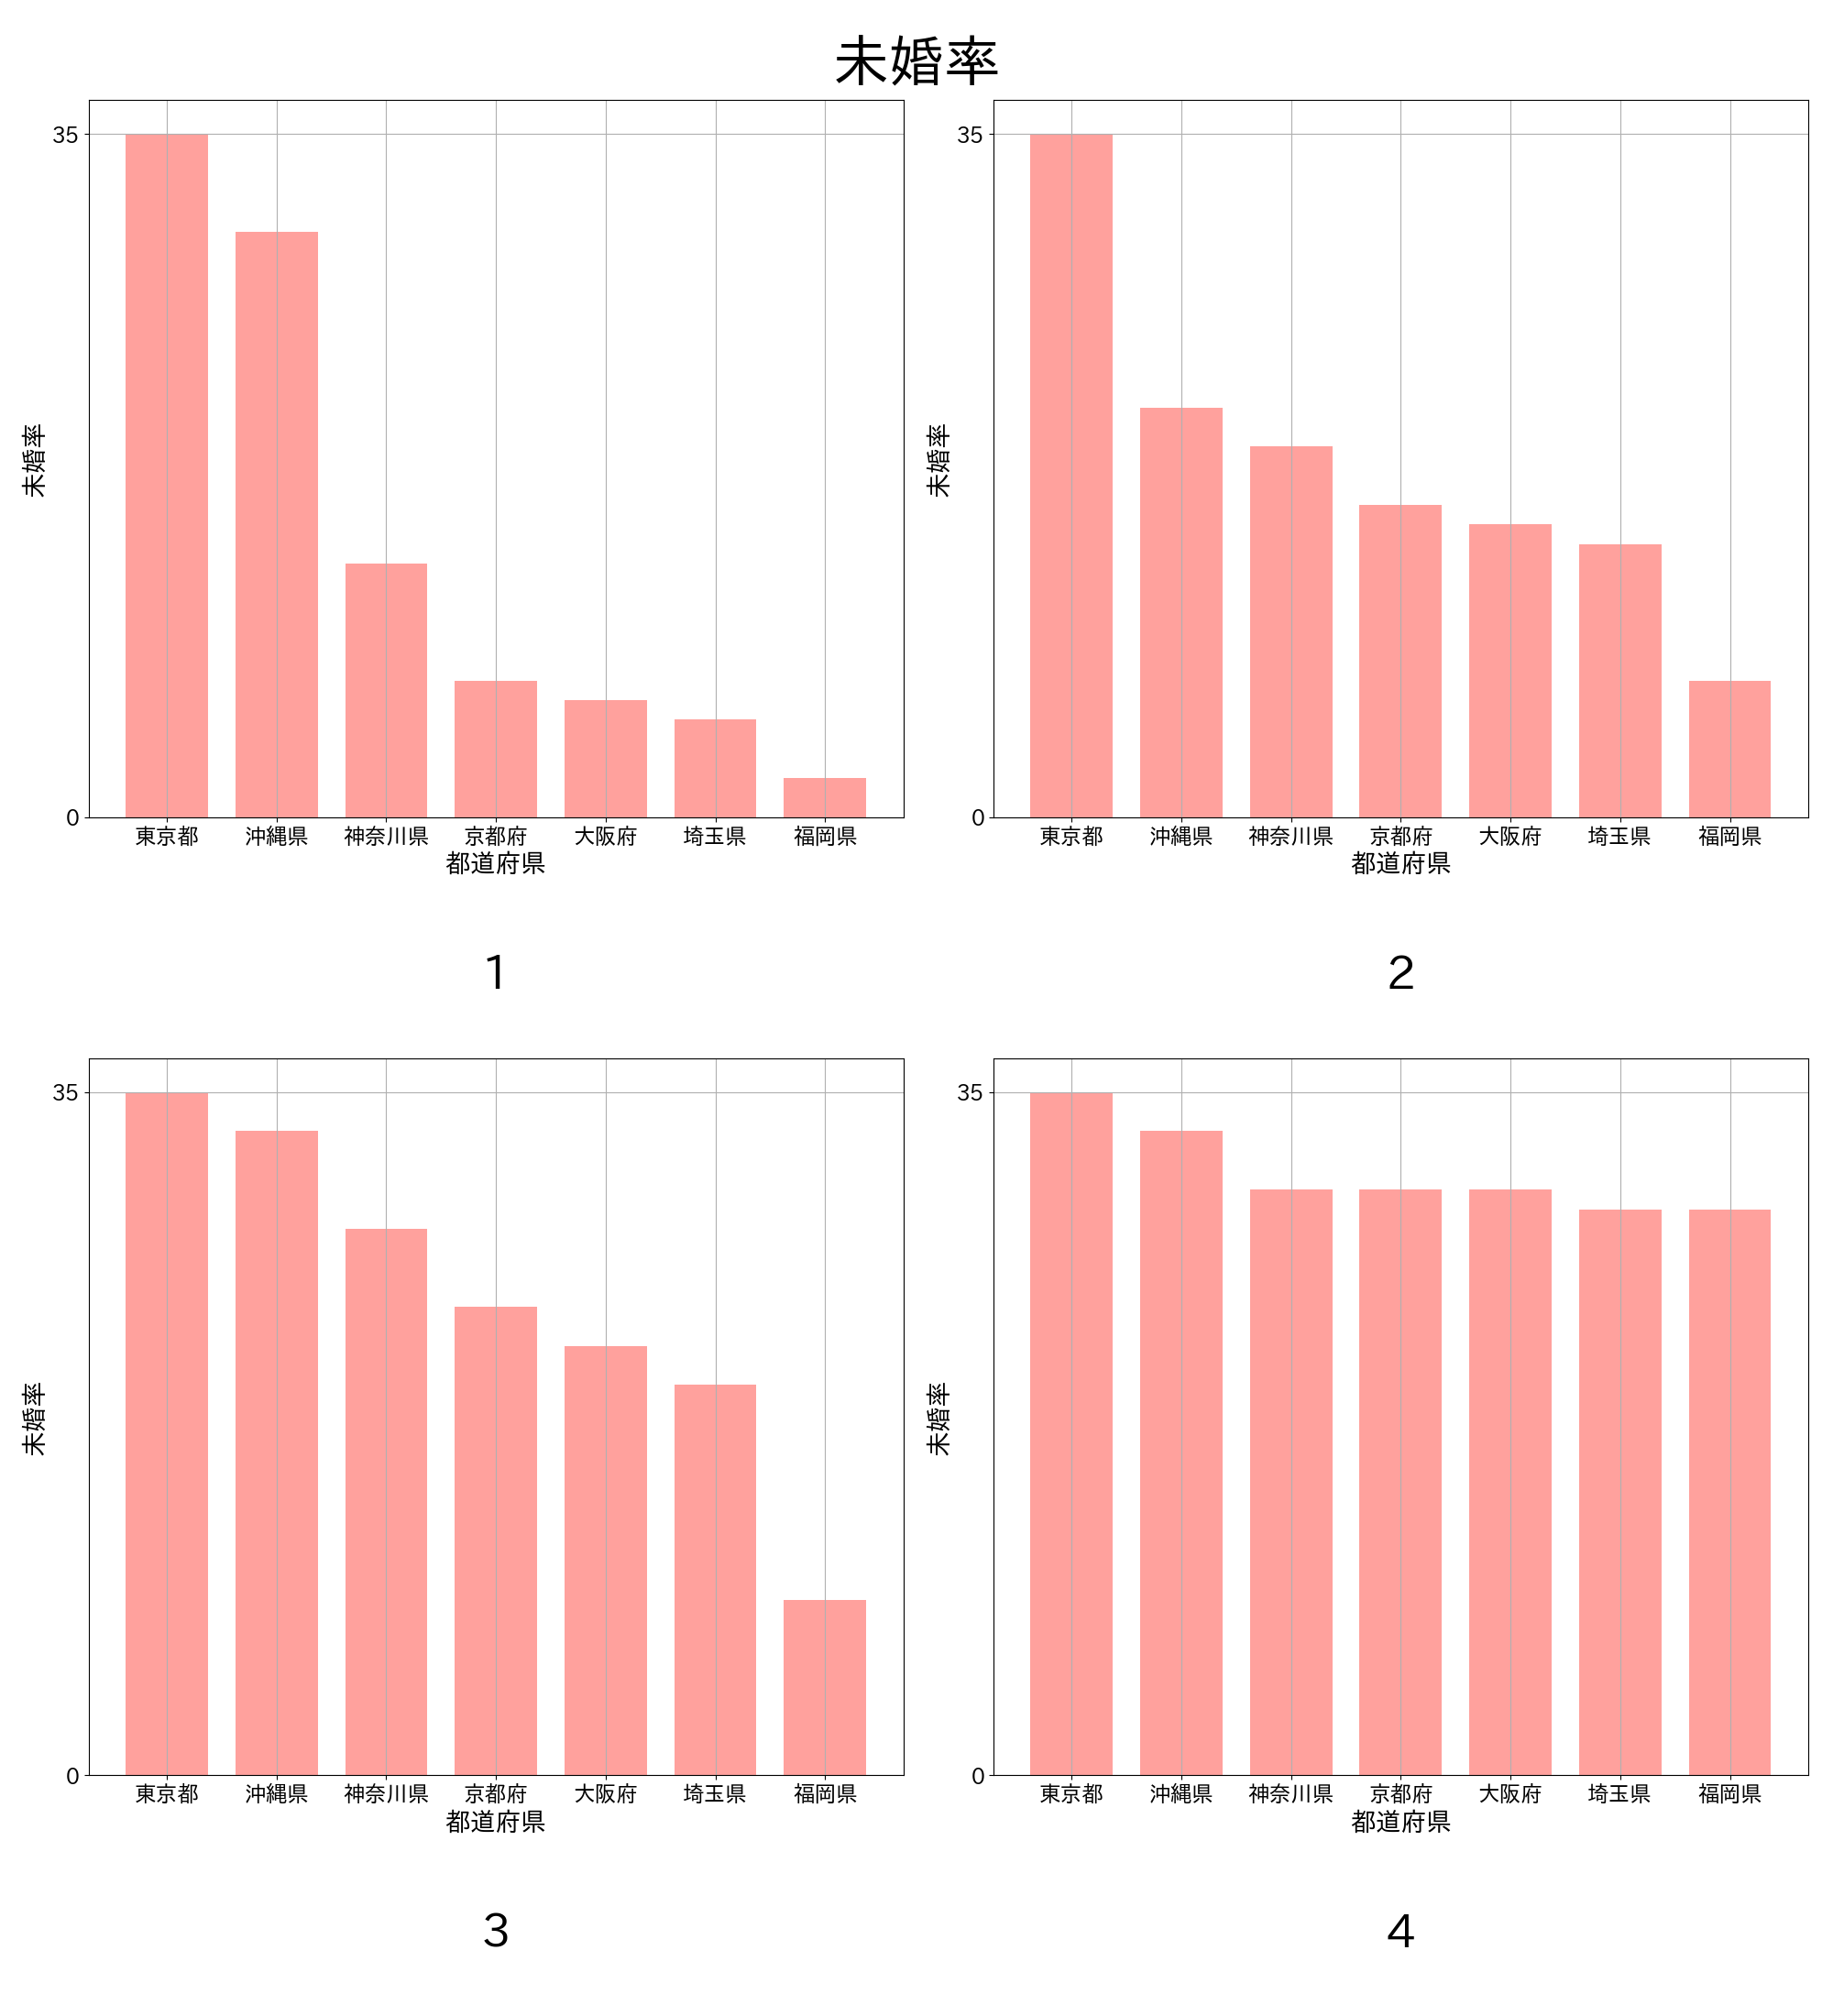 未婚率
35
0
未婚率
東京都 沖縄県 神奈川県 京都府 大阪府 埼玉県 福岡県
都道府県
1
35
0
未婚率
東京都 沖縄県 神奈川県 京都府 大阪府 埼玉県 福岡県
都道府県
2
35
0
未婚率
東京都 沖縄県 神奈川県 京都府 大阪府 埼玉県 福岡県
都道府県
3
35
0
未婚率
東京都 沖縄県 神奈川県 京都府 大阪府 埼玉県 福岡県
都道府県
4